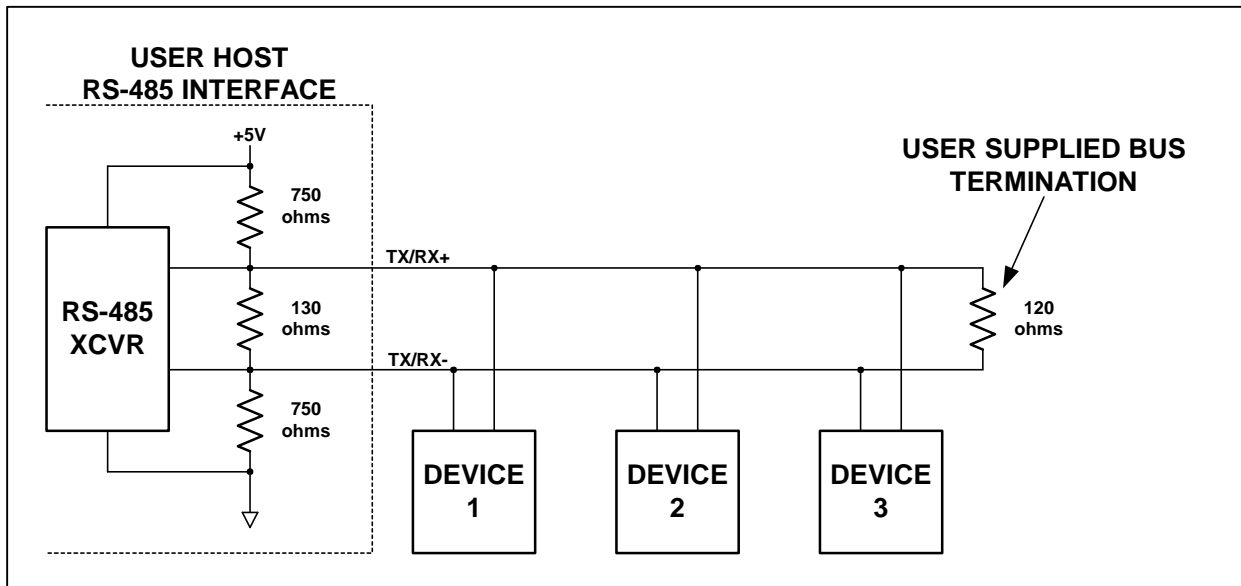 USER HOST
RS-485 INTERFACE
+5V
750
ohms
USER SUPPLIED BUS
TERMINATION
TX/RX+
RS-485
XCVR
130
ohms
120
ohms
TX/RX-
750
ohms
DEVICE
1
DEVICE
2
DEVICE
3